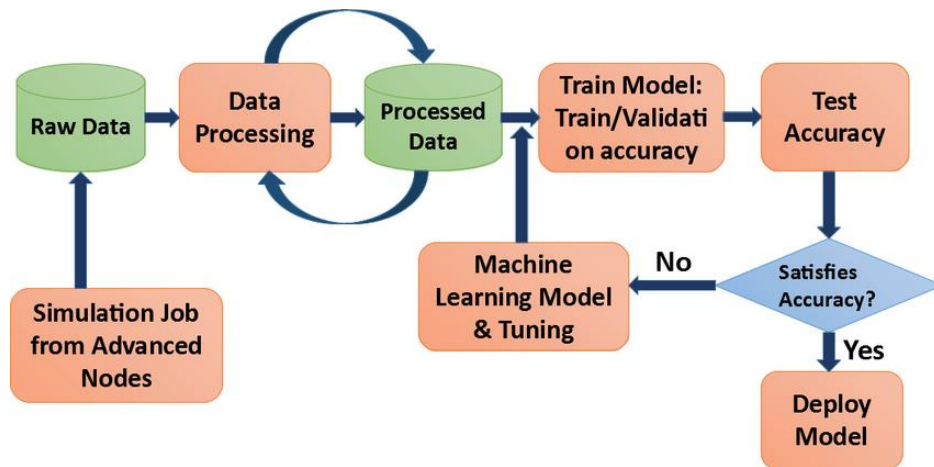 Raw Data
Data
Processing
Processed
Data
Train Model:
Train/Validati
on accuracy
Test
Accuracy
Simulation Job
from Advanced
Nodes
Machine
Learning Model
& Tuning
No
Satisfies
Accuracy?
Yes
Deploy
Model